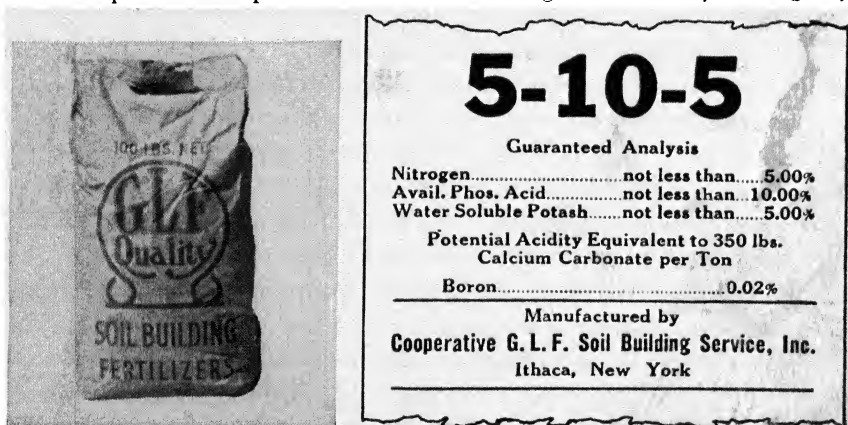 100 LBS. NET
GLF
Quality
SOIL BUILDING
FERTILIZERS
5-10-5
Guaranteed Analysis
Nitrogen..............................not less than.....5.00%
Avail. Phos. Acid................not less than...10.00%
Water Soluble Potash......not less than.....5.00%
Potential Acidity Equivalent to 350 lbs.
Calcium Carbonate per Ton
Boron..........................................0.02%
Manufactured by
Cooperative G. L. F. Soil Building Service, Inc.
Ithaca, New York